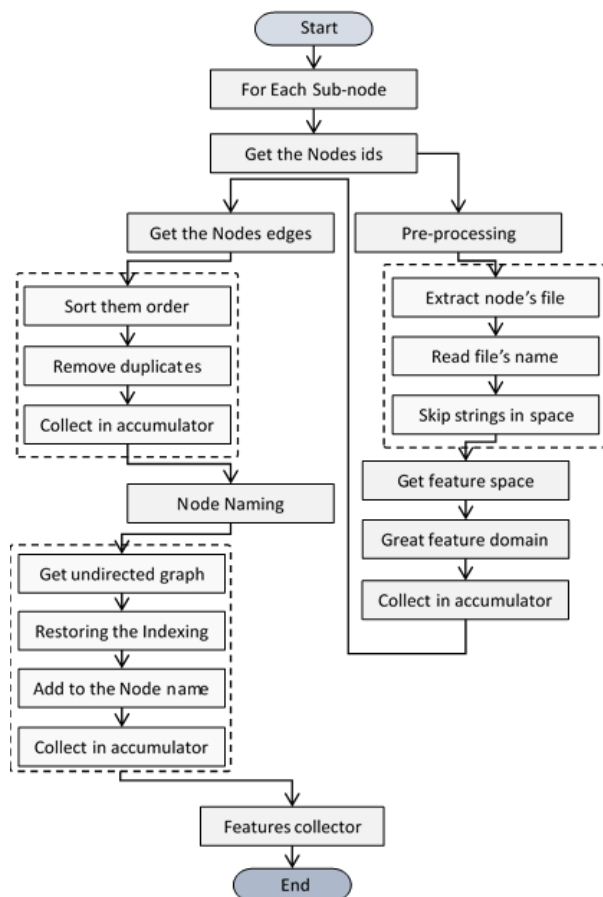 Start
For Each Sub-node
Get the Nodes ids
Pre-processing
Extract node's file
Read file's name
Skip strings in space
Get feature space
Great feature domain
Collect in accumulator
Get the Nodes edges
Sort them order
Remove duplicates
Collect in accumulator
Node Naming
Get undirected graph
Restoring the Indexing
Add to the Node name
Collect in accumulator
Features collector
End